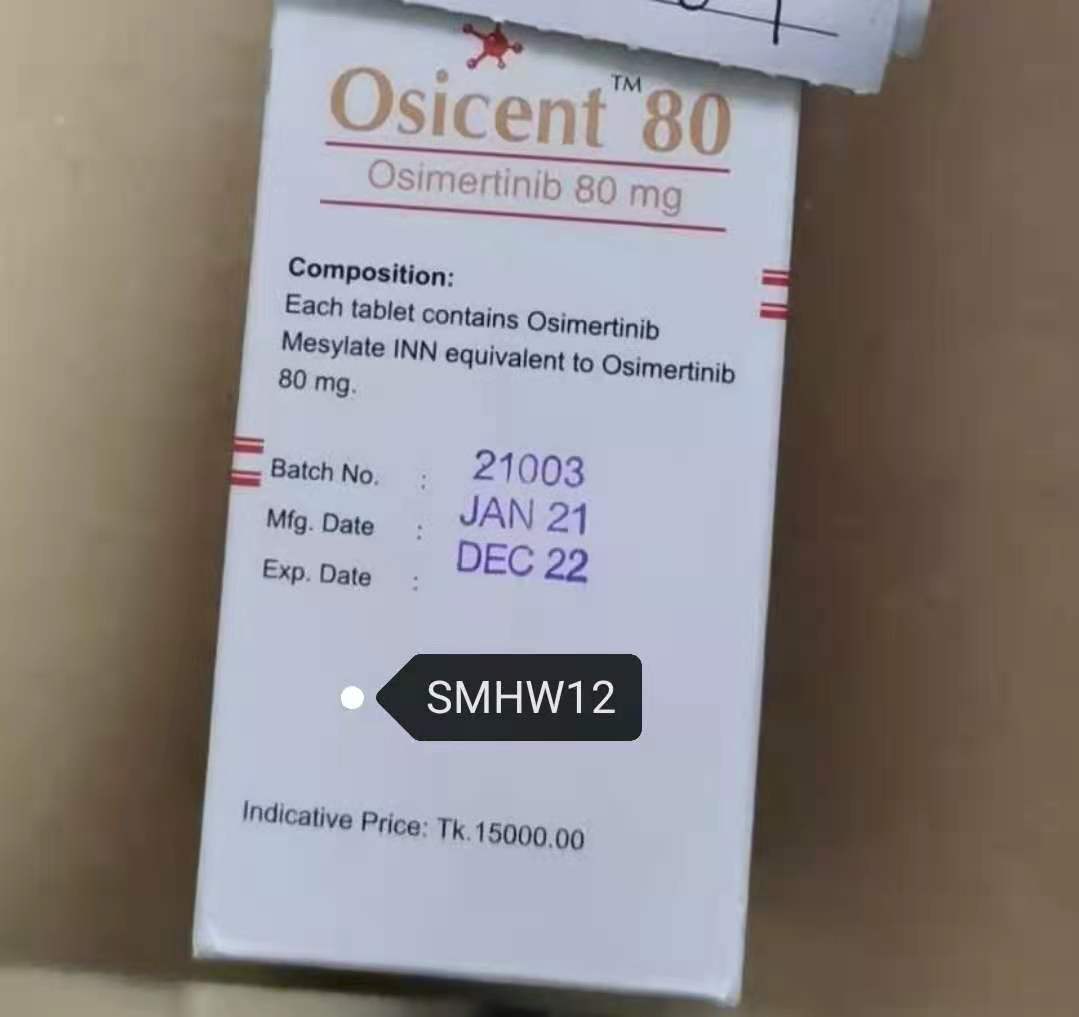 Osicent™ 80
Osimertinib 80 mg
Composition:
Each tablet contains Osimertinib
Mesylate INN equivalent to Osimertinib
80 mg.
Batch No. : 21003
Mfg. Date : JAN 21
Exp. Date : DEC 22
SMHW12
Indicative Price: Tk.15000.00